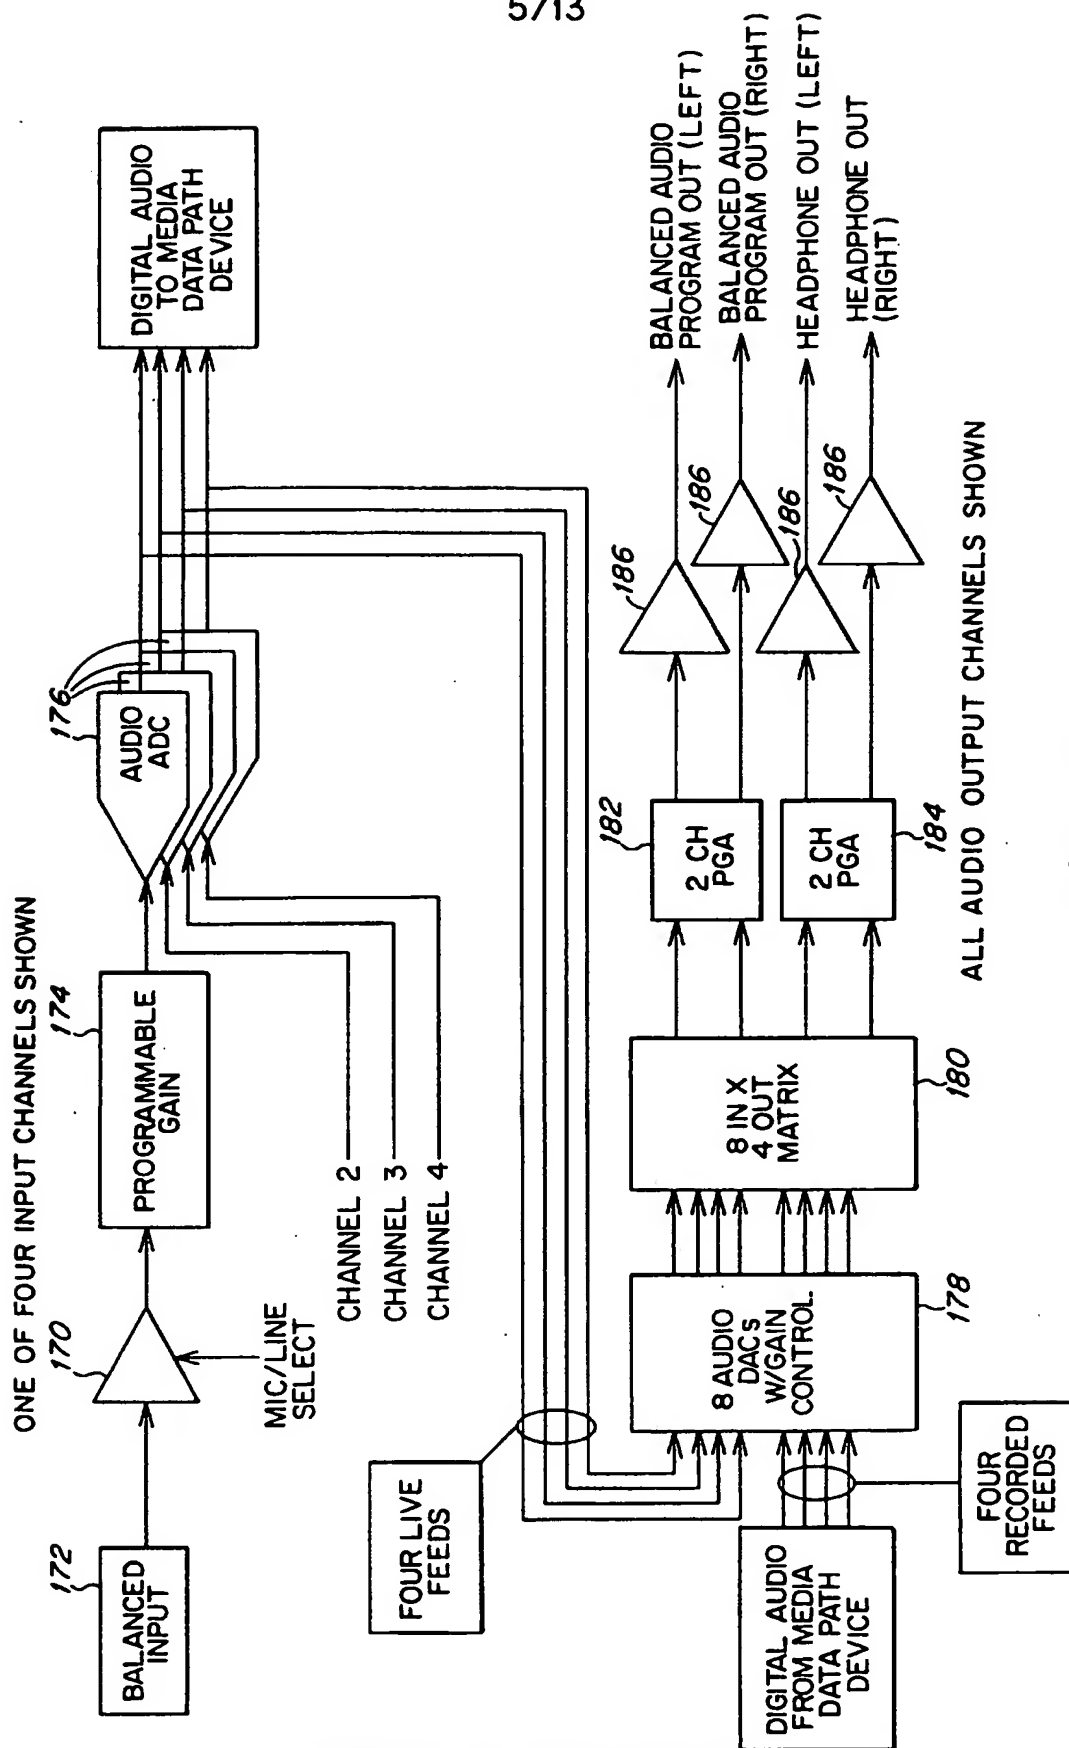 5/13
ONE OF FOUR INPUT CHANNELS SHOWN
172
BALANCED
INPUT
170
MIC/LINE
SELECT
174
PROGRAMMABLE
GAIN
176
AUDIO
ADC
DIGITAL AUDIO
TO MEDIA
DATA PATH
DEVICE
CHANNEL 2
CHANNEL 3
CHANNEL 4
FOUR LIVE
FEEDS
DIGITAL AUDIO
FROM MEDIA
DATA PATH
DEVICE
FOUR
RECORDED
FEEDS
8 AUDIO
DACs
W/GAIN
CONTROL
178
8 IN X
4 OUT
MATRIX
180
182
2 CH
PGA
2 CH
PGA
184
186
186
186
186
BALANCED AUDIO
PROGRAM OUT (LEFT)
BALANCED AUDIO
PROGRAM OUT (RIGHT)
HEADPHONE OUT (LEFT)
HEADPHONE OUT
(RIGHT)
ALL AUDIO OUTPUT CHANNELS SHOWN